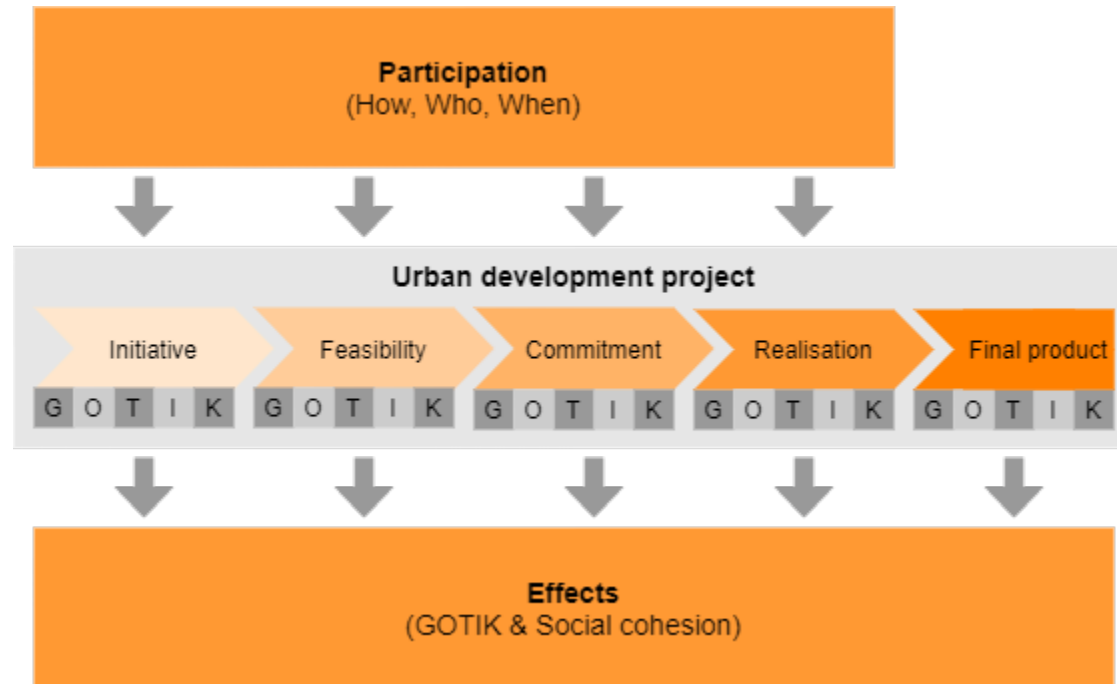 Participation
(How, Who, When)
Urban development project
Initiative Feasibility Commitment Realisation Final product
G O T I K G O T I K G O T I K G O T I K G O T I K
Effects
(GOTIK & Social cohesion)